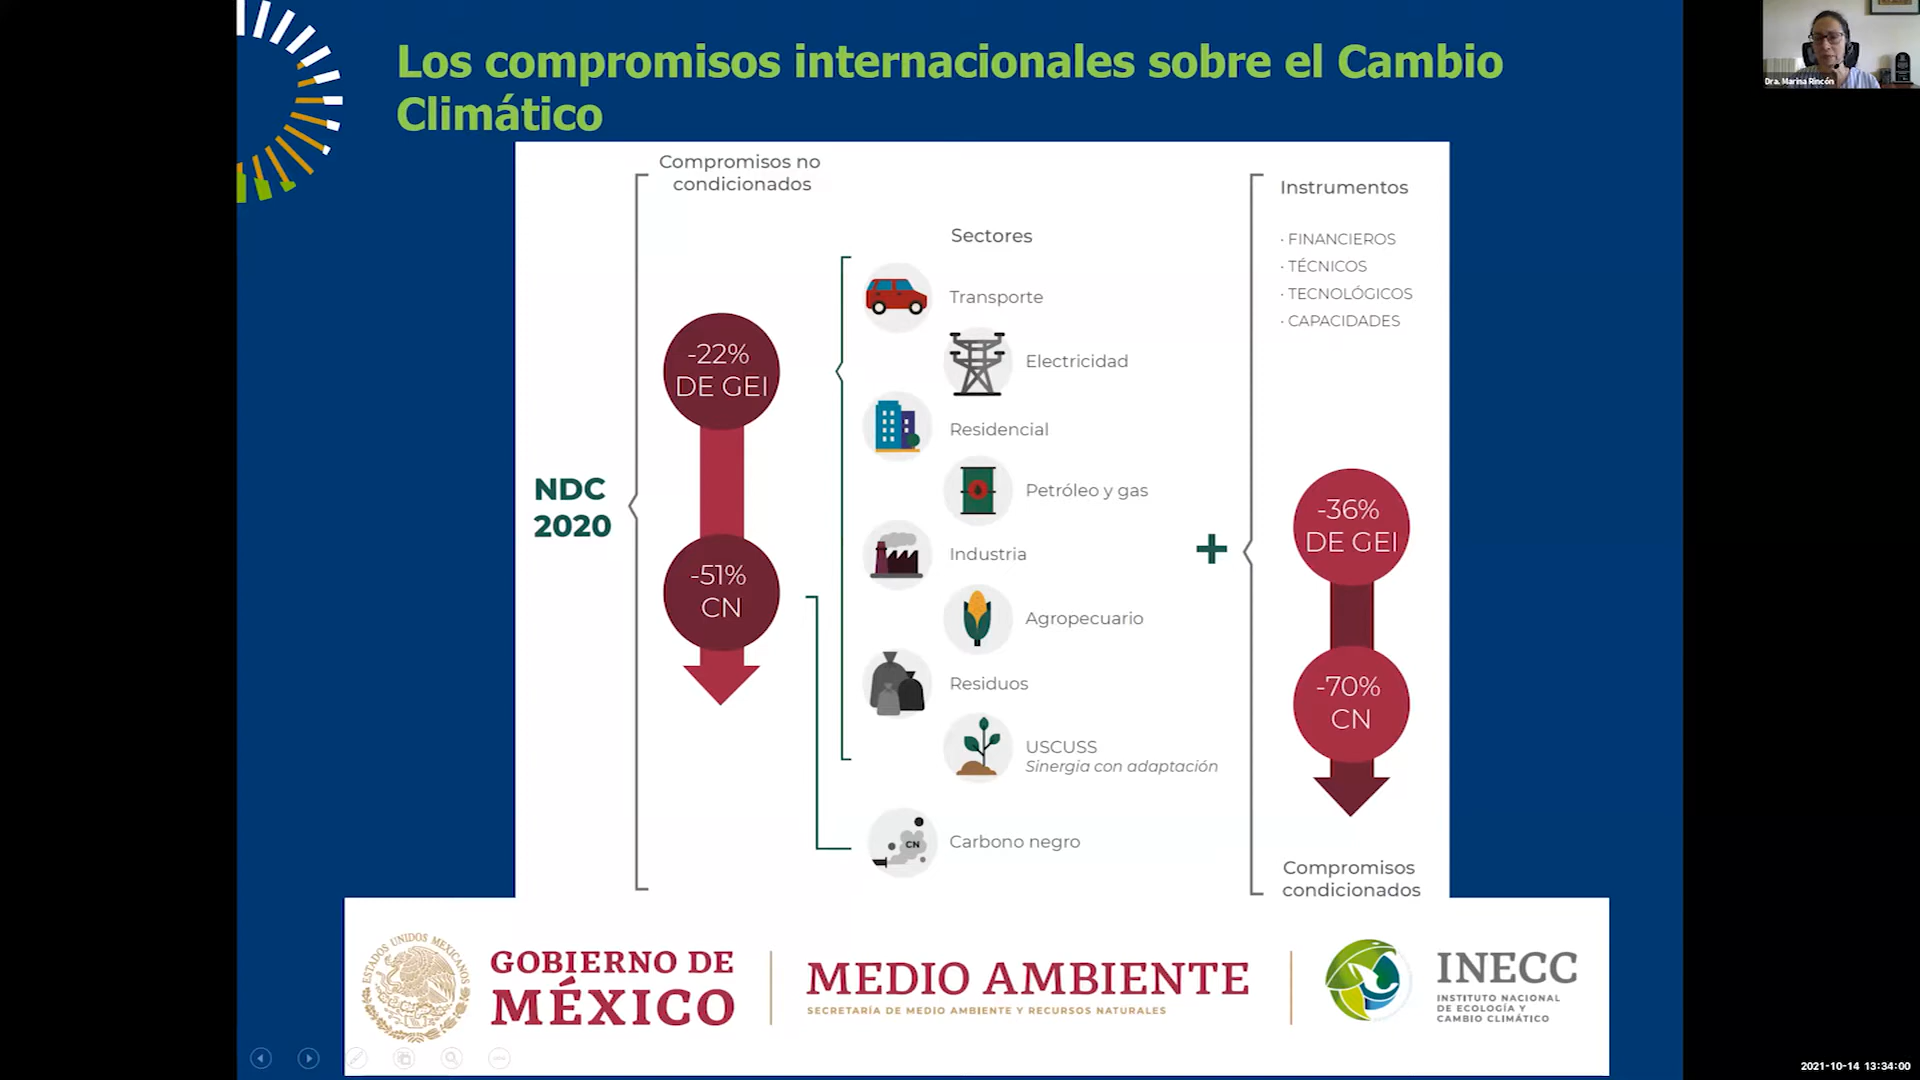 Los compromisos internacionales sobre el Cambio
Climático
Dra. Marina Rincón
Compromisos no
condicionados
NDC
2020
-22%
DE GEI
-51%
CN
Sectores
Transporte
Electricidad
Residencial
Petróleo y gas
Industria
Agropecuario
Residuos
USCUSS
Sinergia con adaptación
CN
Carbono negro
+
Instrumentos
· FINANCIEROS
· TÉCNICOS
· TECNOLÓGICOS
· CAPACIDADES
-36%
DE GEI
-70%
CN
Compromisos
condicionados
ESTADOS UNIDOS MEXICANOS
GOBIERNO DE
MÉXICO
MEDIO AMBIENTE
SECRETARÍA DE MEDIO AMBIENTE Y RECURSOS NATURALES
INECC
INSTITUTO NACIONAL
DE ECOLOGÍA Y
CAMBIO CLIMÁTICO
2021-10-14 13:34:00